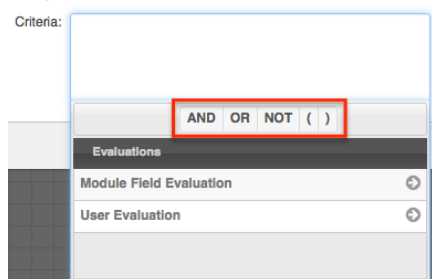 Criteria:
AND OR NOT ( )
Evaluations
Module Field Evaluation
User Evaluation